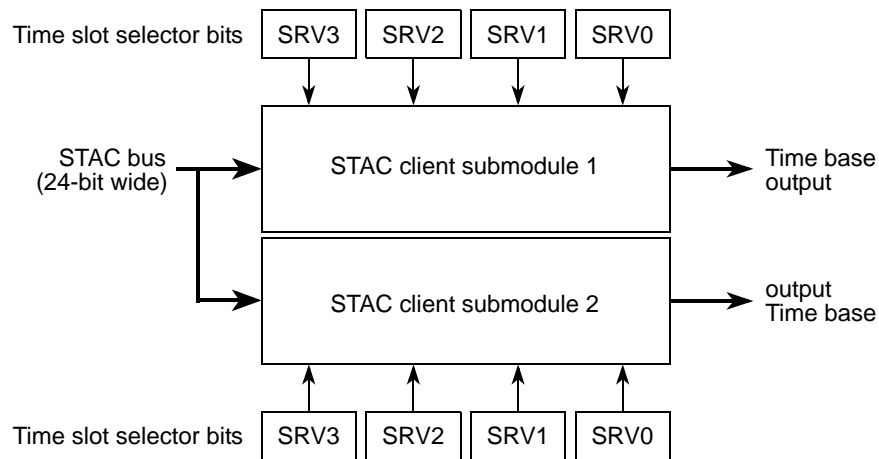 Time slot selector bits
SRV3
SRV2
SRV1
SRV0
STAC bus
(24-bit wide)
STAC client submodule 1
Time base
output
STAC client submodule 2
output
Time base
Time slot selector bits
SRV3
SRV2
SRV1
SRV0